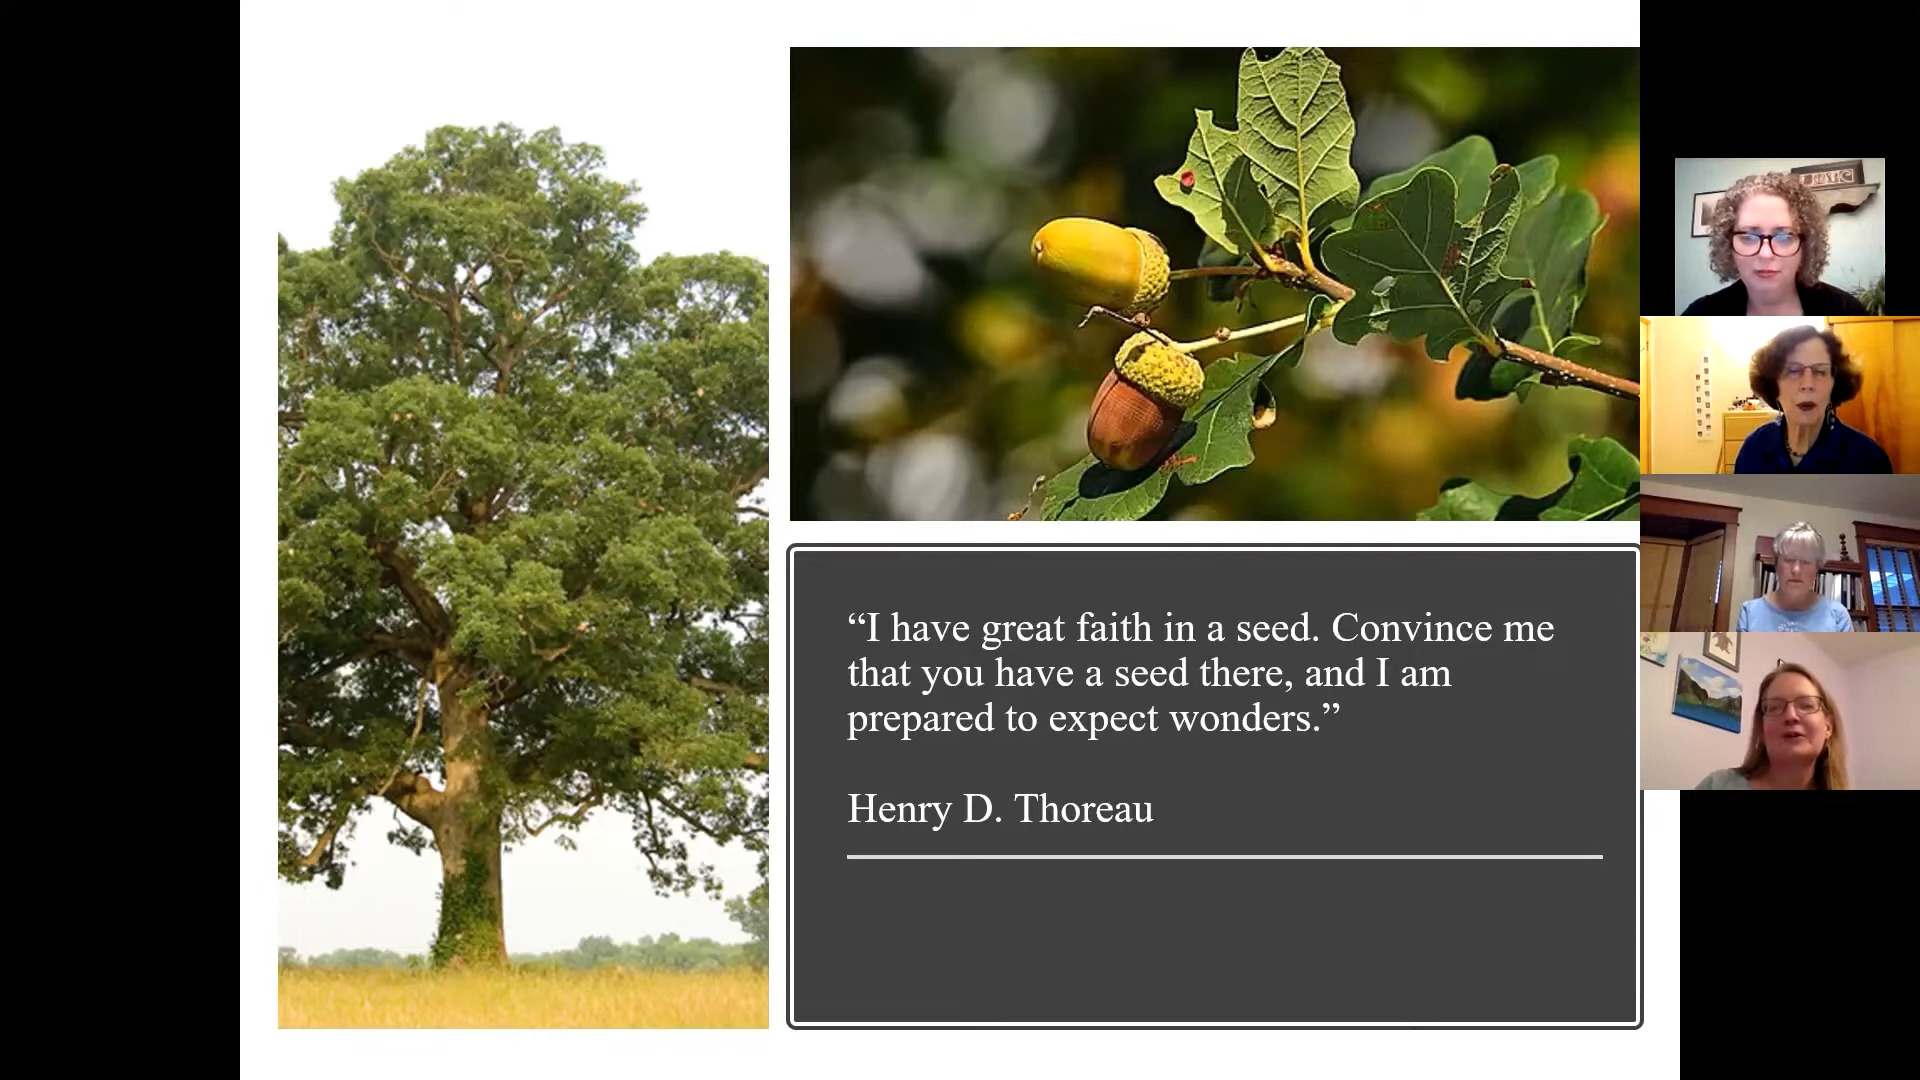 “I have great faith in a seed. Convince me
that you have a seed there, and I am
prepared to expect wonders.”
Henry D. Thoreau